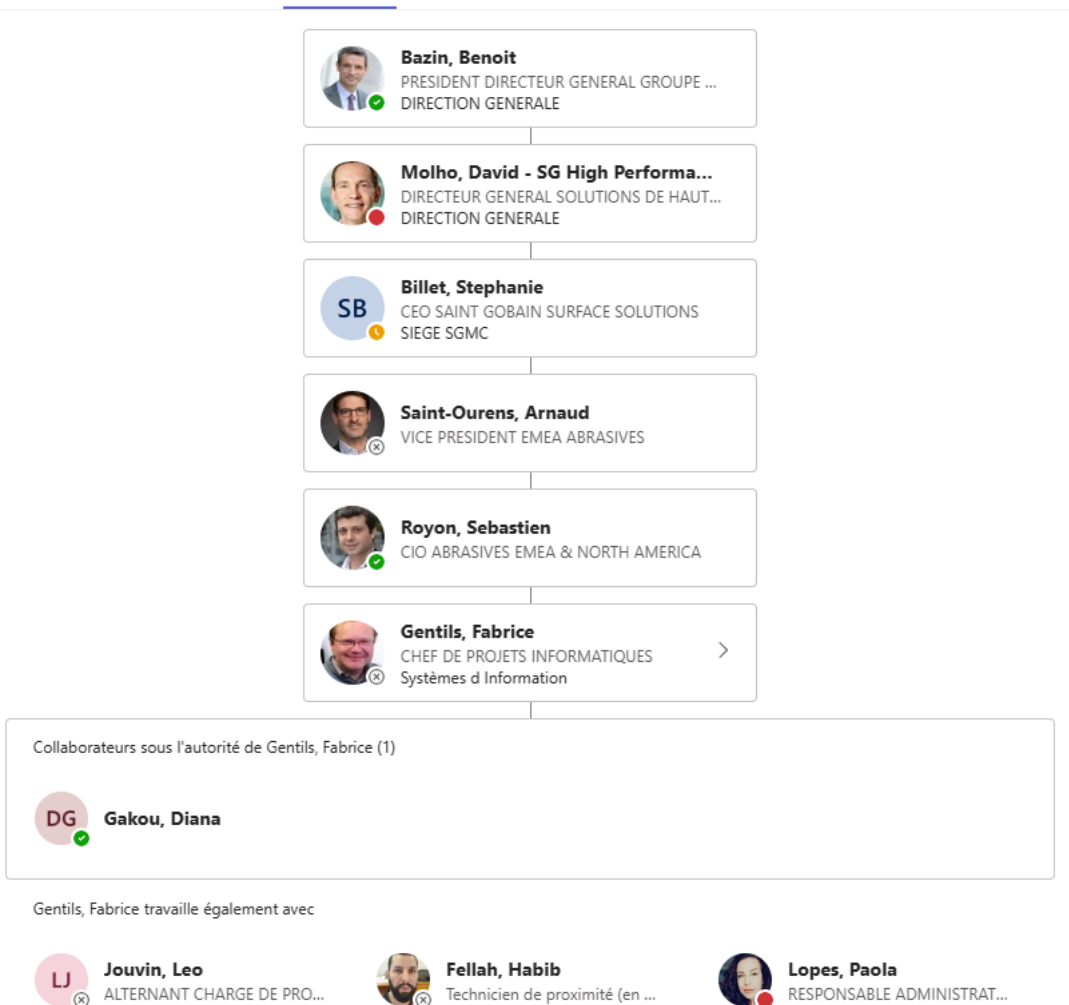 Bazin, Benoit
PRESIDENT DIRECTEUR GENERAL GROUPE ...
DIRECTION GENERALE
Molho, David - SG High Performa...
DIRECTEUR GENERAL SOLUTIONS DE HAUT...
DIRECTION GENERALE
SB
Billet, Stephanie
CEO SAINT GOBAIN SURFACE SOLUTIONS
SIEGE SGMC
Saint-Ourens, Arnaud
VICE PRESIDENT EMEA ABRASIVES
Royon, Sebastien
CIO ABRASIVES EMEA & NORTH AMERICA
Gentils, Fabrice
CHEF DE PROJETS INFORMATIQUES
Systèmes d Information
Collaborateurs sous l'autorité de Gentils, Fabrice (1)
DG
Gakou, Diana
Gentils, Fabrice travaille également avec
LJ
Jouvin, Leo
ALTERNANT CHARGE DE PRO...
Fellah, Habib
Technicien de proximité (en ...
Lopes, Paola
RESPONSABLE ADMINISTRAT...